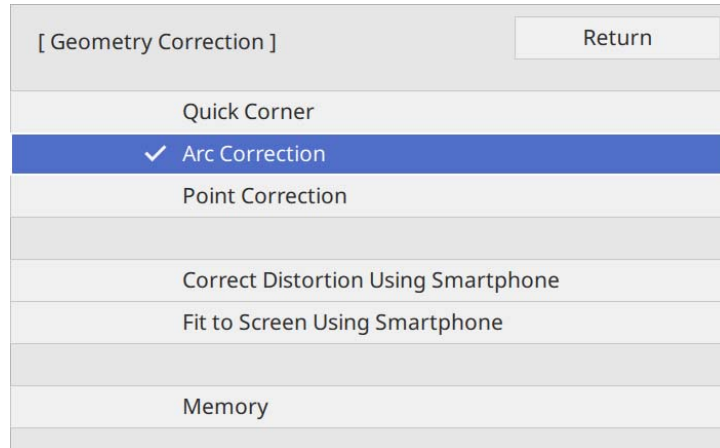 [ Geometry Correction ]
Return
Quick Corner
Arc Correction
Point Correction
Correct Distortion Using Smartphone
Fit to Screen Using Smartphone
Memory